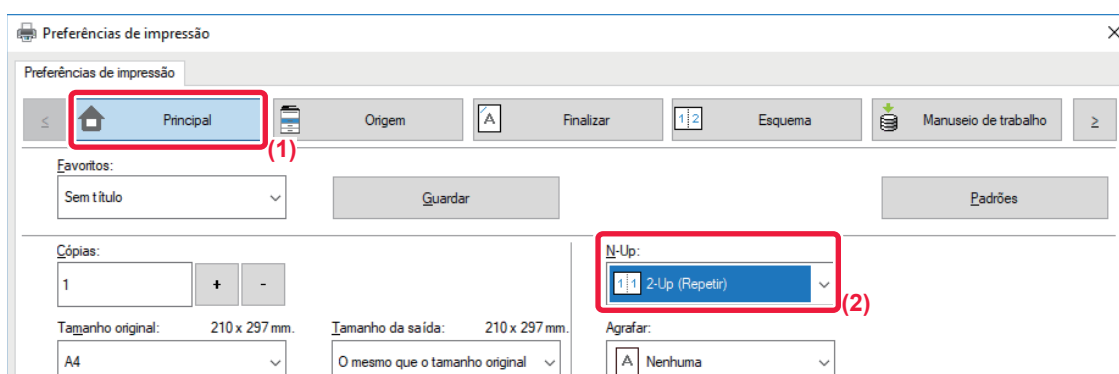 Preferências de impressão
Preferências de impressão
< Principal Origem A Finalizar 1 2 Esquema Manuseio de trabalho >
(1)
Favoritos:
Sem título Guardar Padrões
Cópias: N-Up:
1 + - 1 1 2-Up (Repetir)
(2)
Tamanho original: 210 x 297 mm. Tamanho da saída: 210 x 297 mm. Agrafar:
A4 O mesmo que o tamanho original A Nenhuma